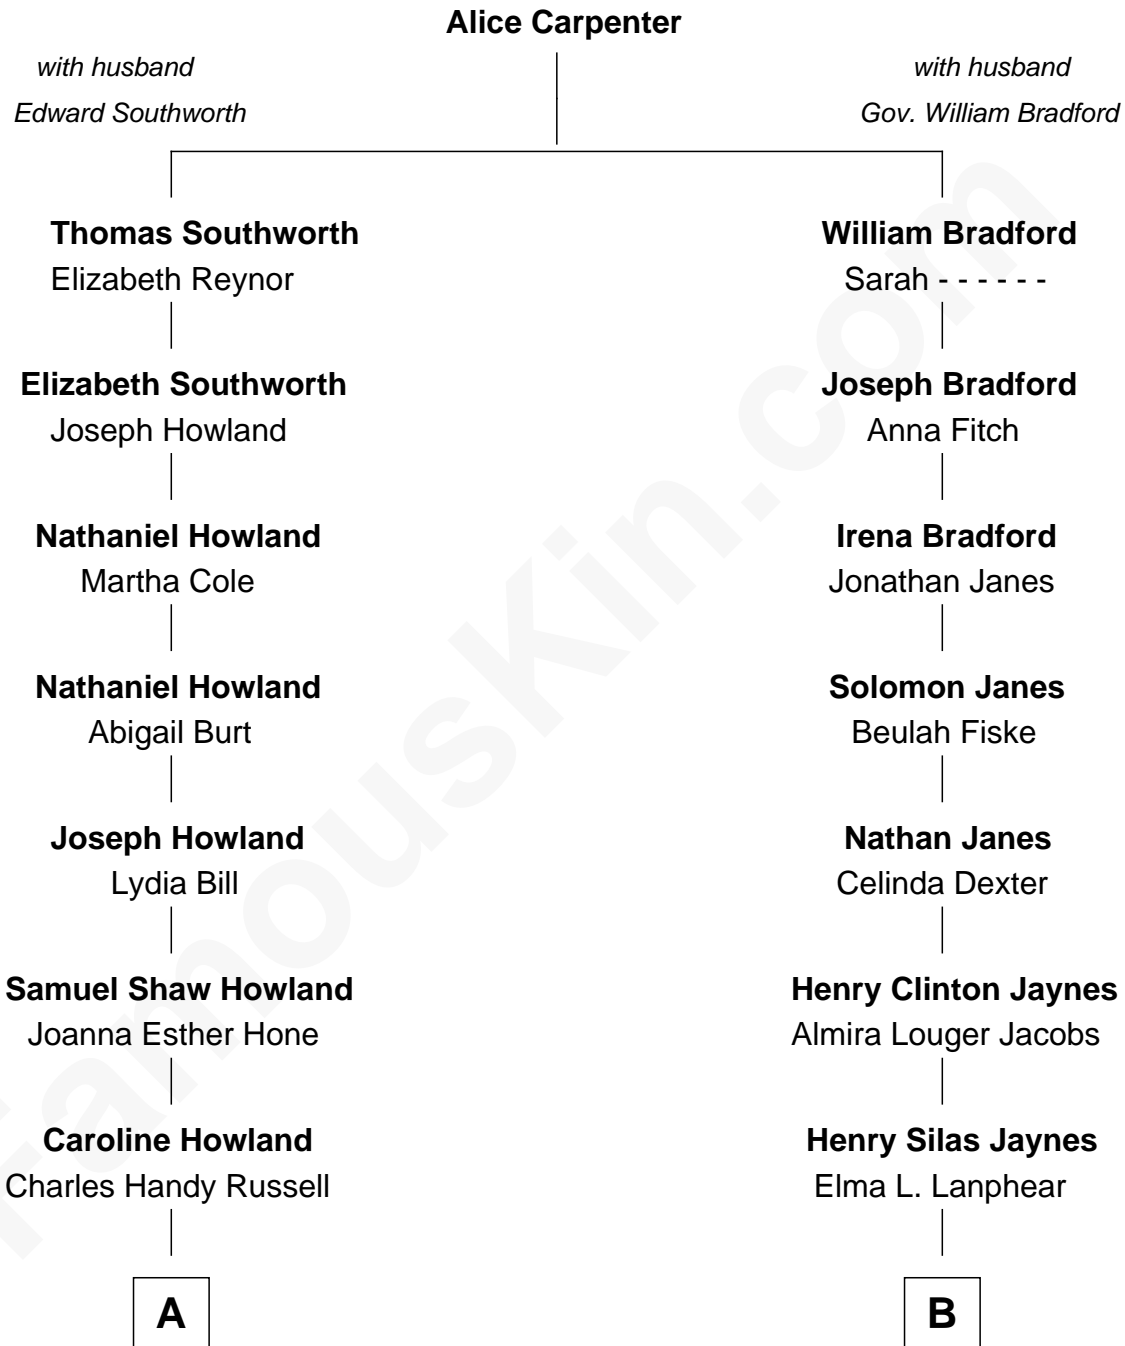 Alice Carpenter
with husband
Edward Southworth
with husband
Gov. William Bradford
Thomas Southworth
Elizabeth Reynor
William Bradford
Sarah - - - - - -
Elizabeth Southworth
Joseph Howland
Joseph Bradford
Anna Fitch
Nathaniel Howland
Martha Cole
Irena Bradford
Jonathan Janes
Nathaniel Howland
Abigail Burt
Solomon Janes
Beulah Fiske
Joseph Howland
Lydia Bill
Nathan Janes
Celinda Dexter
Samuel Shaw Howland
Joanna Esther Hone
Henry Clinton Jaynes
Almira Louger Jacobs
Caroline Howland
Charles Handy Russell
Henry Silas Jaynes
Elma L. Lanphear
A
B
FamousKin.com